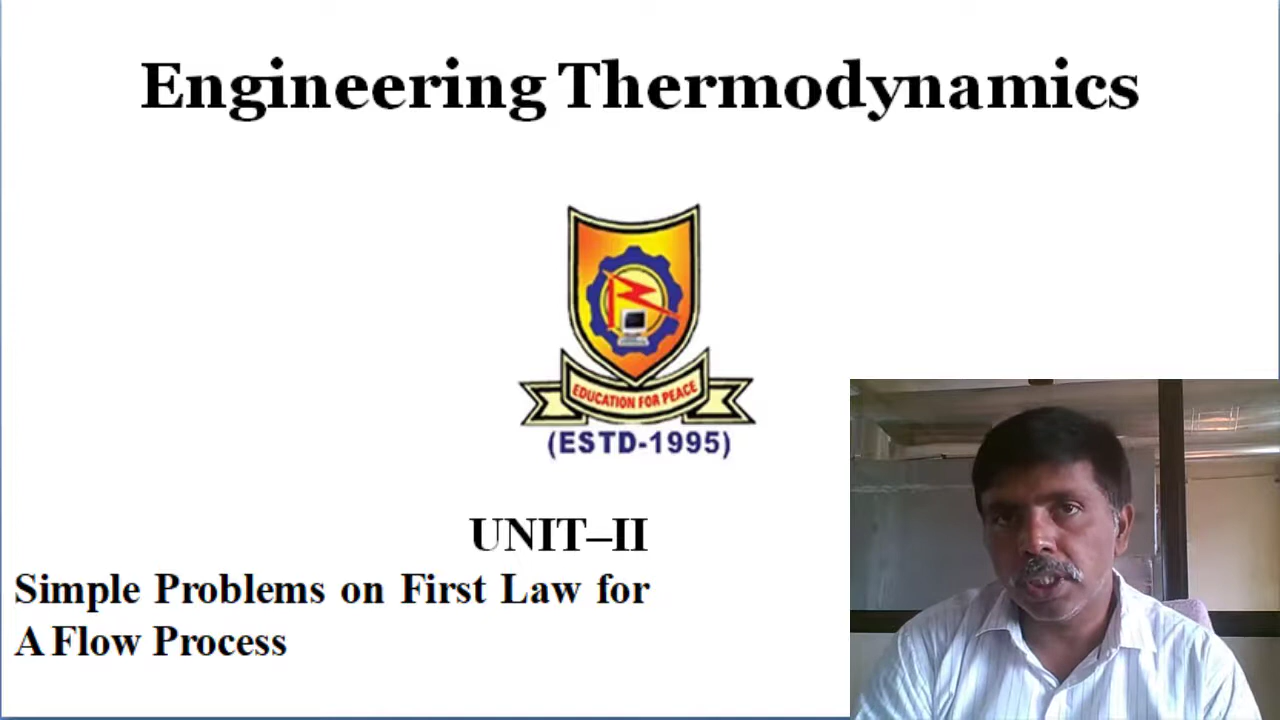 Engineering Thermodynamics
EDUCATION FOR PEACE
(ESTD-1995)
UNIT–II
Simple Problems on First Law for
A Flow Process